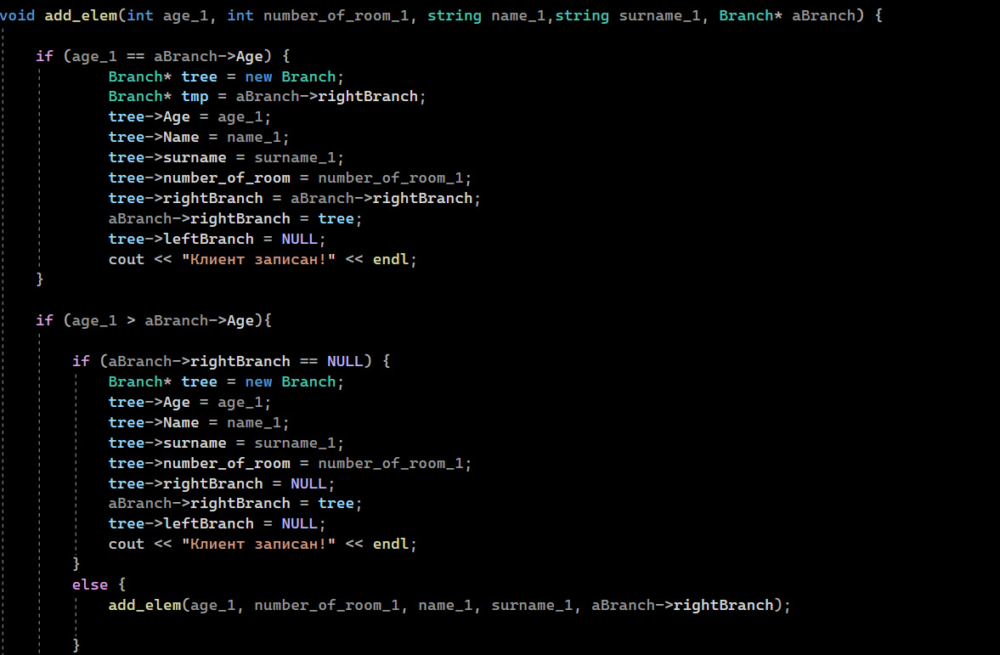 void add_elem(int age_1, int number_of_room_1, string name_1,string surname_1, Branch* aBranch) {
if (age_1 == aBranch->Age) {
Branch* tree = new Branch;
Branch* tmp = aBranch->rightBranch;
tree->Age = age_1;
tree->Name = name_1;
tree->surname = surname_1;
tree->number_of_room = number_of_room_1;
tree->rightBranch = aBranch->rightBranch;
aBranch->rightBranch = tree;
tree->leftBranch = NULL;
cout << "Клиент записан!" << endl;
}
if (age_1 > aBranch->Age){
if (aBranch->rightBranch == NULL) {
Branch* tree = new Branch;
tree->Age = age_1;
tree->Name = name_1;
tree->surname = surname_1;
tree->number_of_room = number_of_room_1;
tree->rightBranch = NULL;
aBranch->rightBranch = tree;
tree->leftBranch = NULL;
cout << "Клиент записан!" << endl;
}
else {
add_elem(age_1, number_of_room_1, name_1, surname_1, aBranch->rightBranch);
}